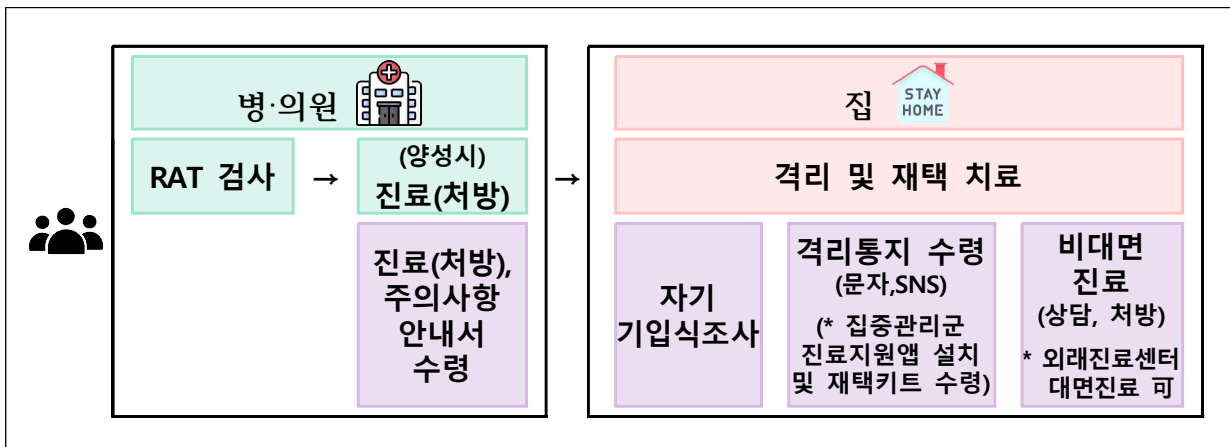 병·의원
RAT 검사
→
(양성시)
진료(처방)
진료(처방),
주의사항
안내서
수령
→
집
STAY
HOME
격리 및 재택 치료
자기
기입식조사
격리통지 수령
(문자,SNS)
(* 집중관리군
진료지원앱 설치
및 재택키트 수령)
비대면
진료
(상담, 처방)
* 외래진료센터
대면진료 可